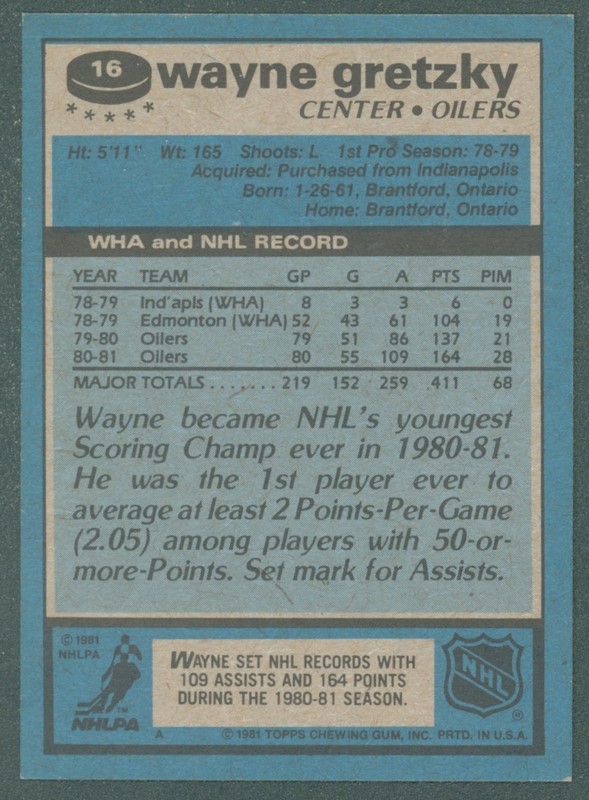 16 wayne gretzky
CENTER • OILERS
Ht: 5'11" Wt: 165 Shoots: L 1st Pro Season: 78-79
Acquired: Purchased from Indianapolis
Born: 1-26-61, Brantford, Ontario
Home: Brantford, Ontario
WHA and NHL RECORD
YEAR TEAM GP G A PTS PIM
78-79 Ind'apls (WHA) 8 3 3 6 0
78-79 Edmonton (WHA) 52 43 61 104 19
79-80 Oilers 79 51 86 137 21
80-81 Oilers 80 55 109 164 28
MAJOR TOTALS ....... 219 152 259 411 68
Wayne became NHL's youngest
Scoring Champ ever in 1980-81.
He was the 1st player ever to
average at least 2 Points-Per-Game
(2.05) among players with 50-or-
more-Points. Set mark for Assists.
© 1981
NHLPA
TM
NHLPA
WAYNE SET NHL RECORDS WITH
109 ASSISTS AND 164 POINTS
DURING THE 1980-81 SEASON.
NHL
®
A © 1981 TOPPS CHEWING GUM, INC. PRTD. IN U.S.A.